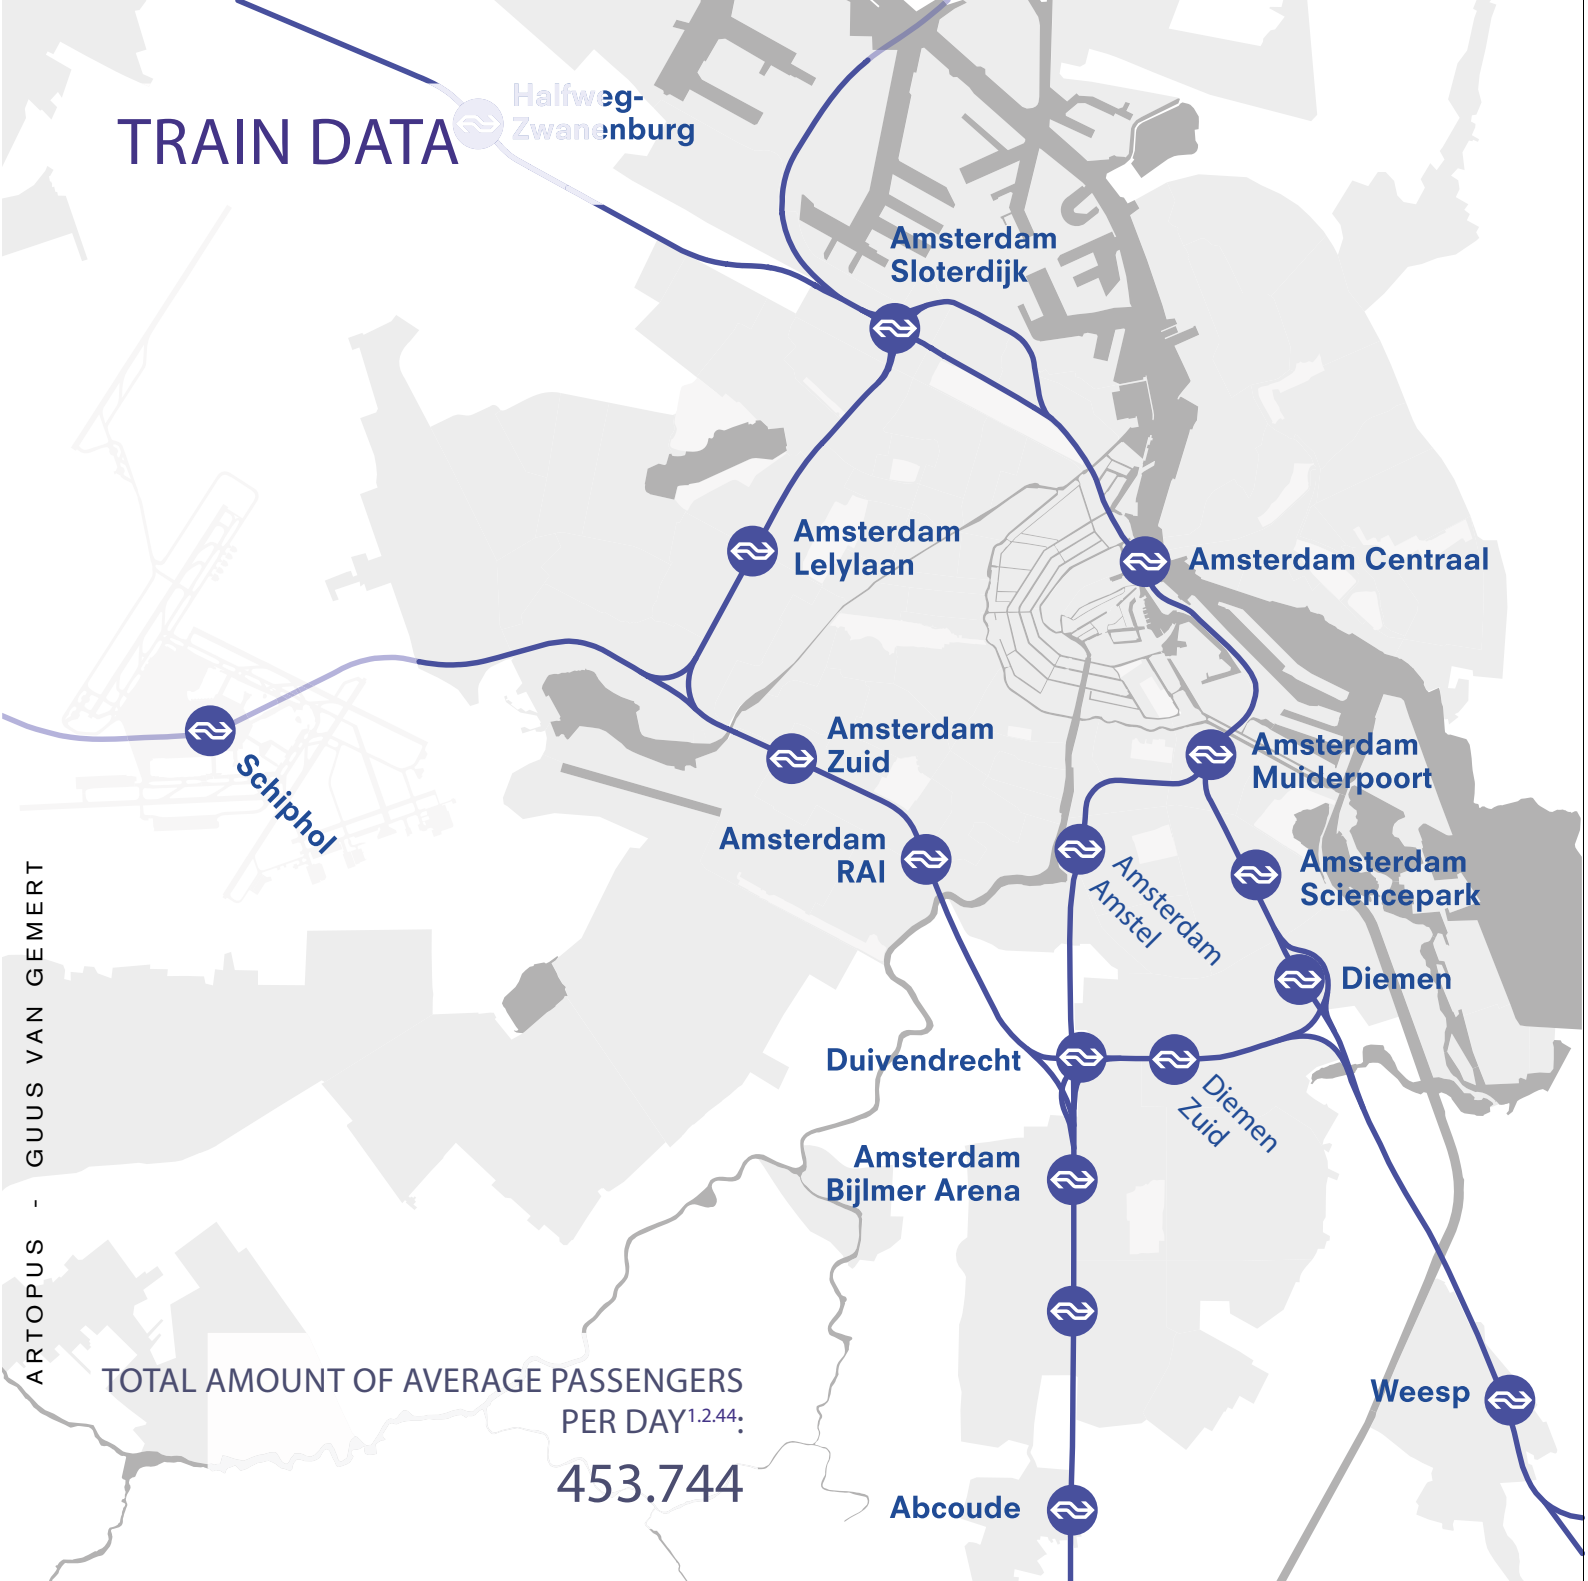 Halfweg-
Zwanenburg
TRAIN DATA
Amsterdam
Sloterdijk
Amsterdam
Lelylaan
Amsterdam Centraal
Schiphol
Amsterdam
Zuid
Amsterdam
Muiderpoort
Amsterdam
RAI
Amsterdam
Amstel
Amsterdam
Sciencepark
Diemen
Duivendrecht
Diemen
Zuid
Amsterdam
Bijlmer Arena
Weesp
Abcoude
TOTAL AMOUNT OF AVERAGE PASSENGERS
PER DAY1.2.44:
453.744
ARTOPUS - GUUS VAN GEMERT